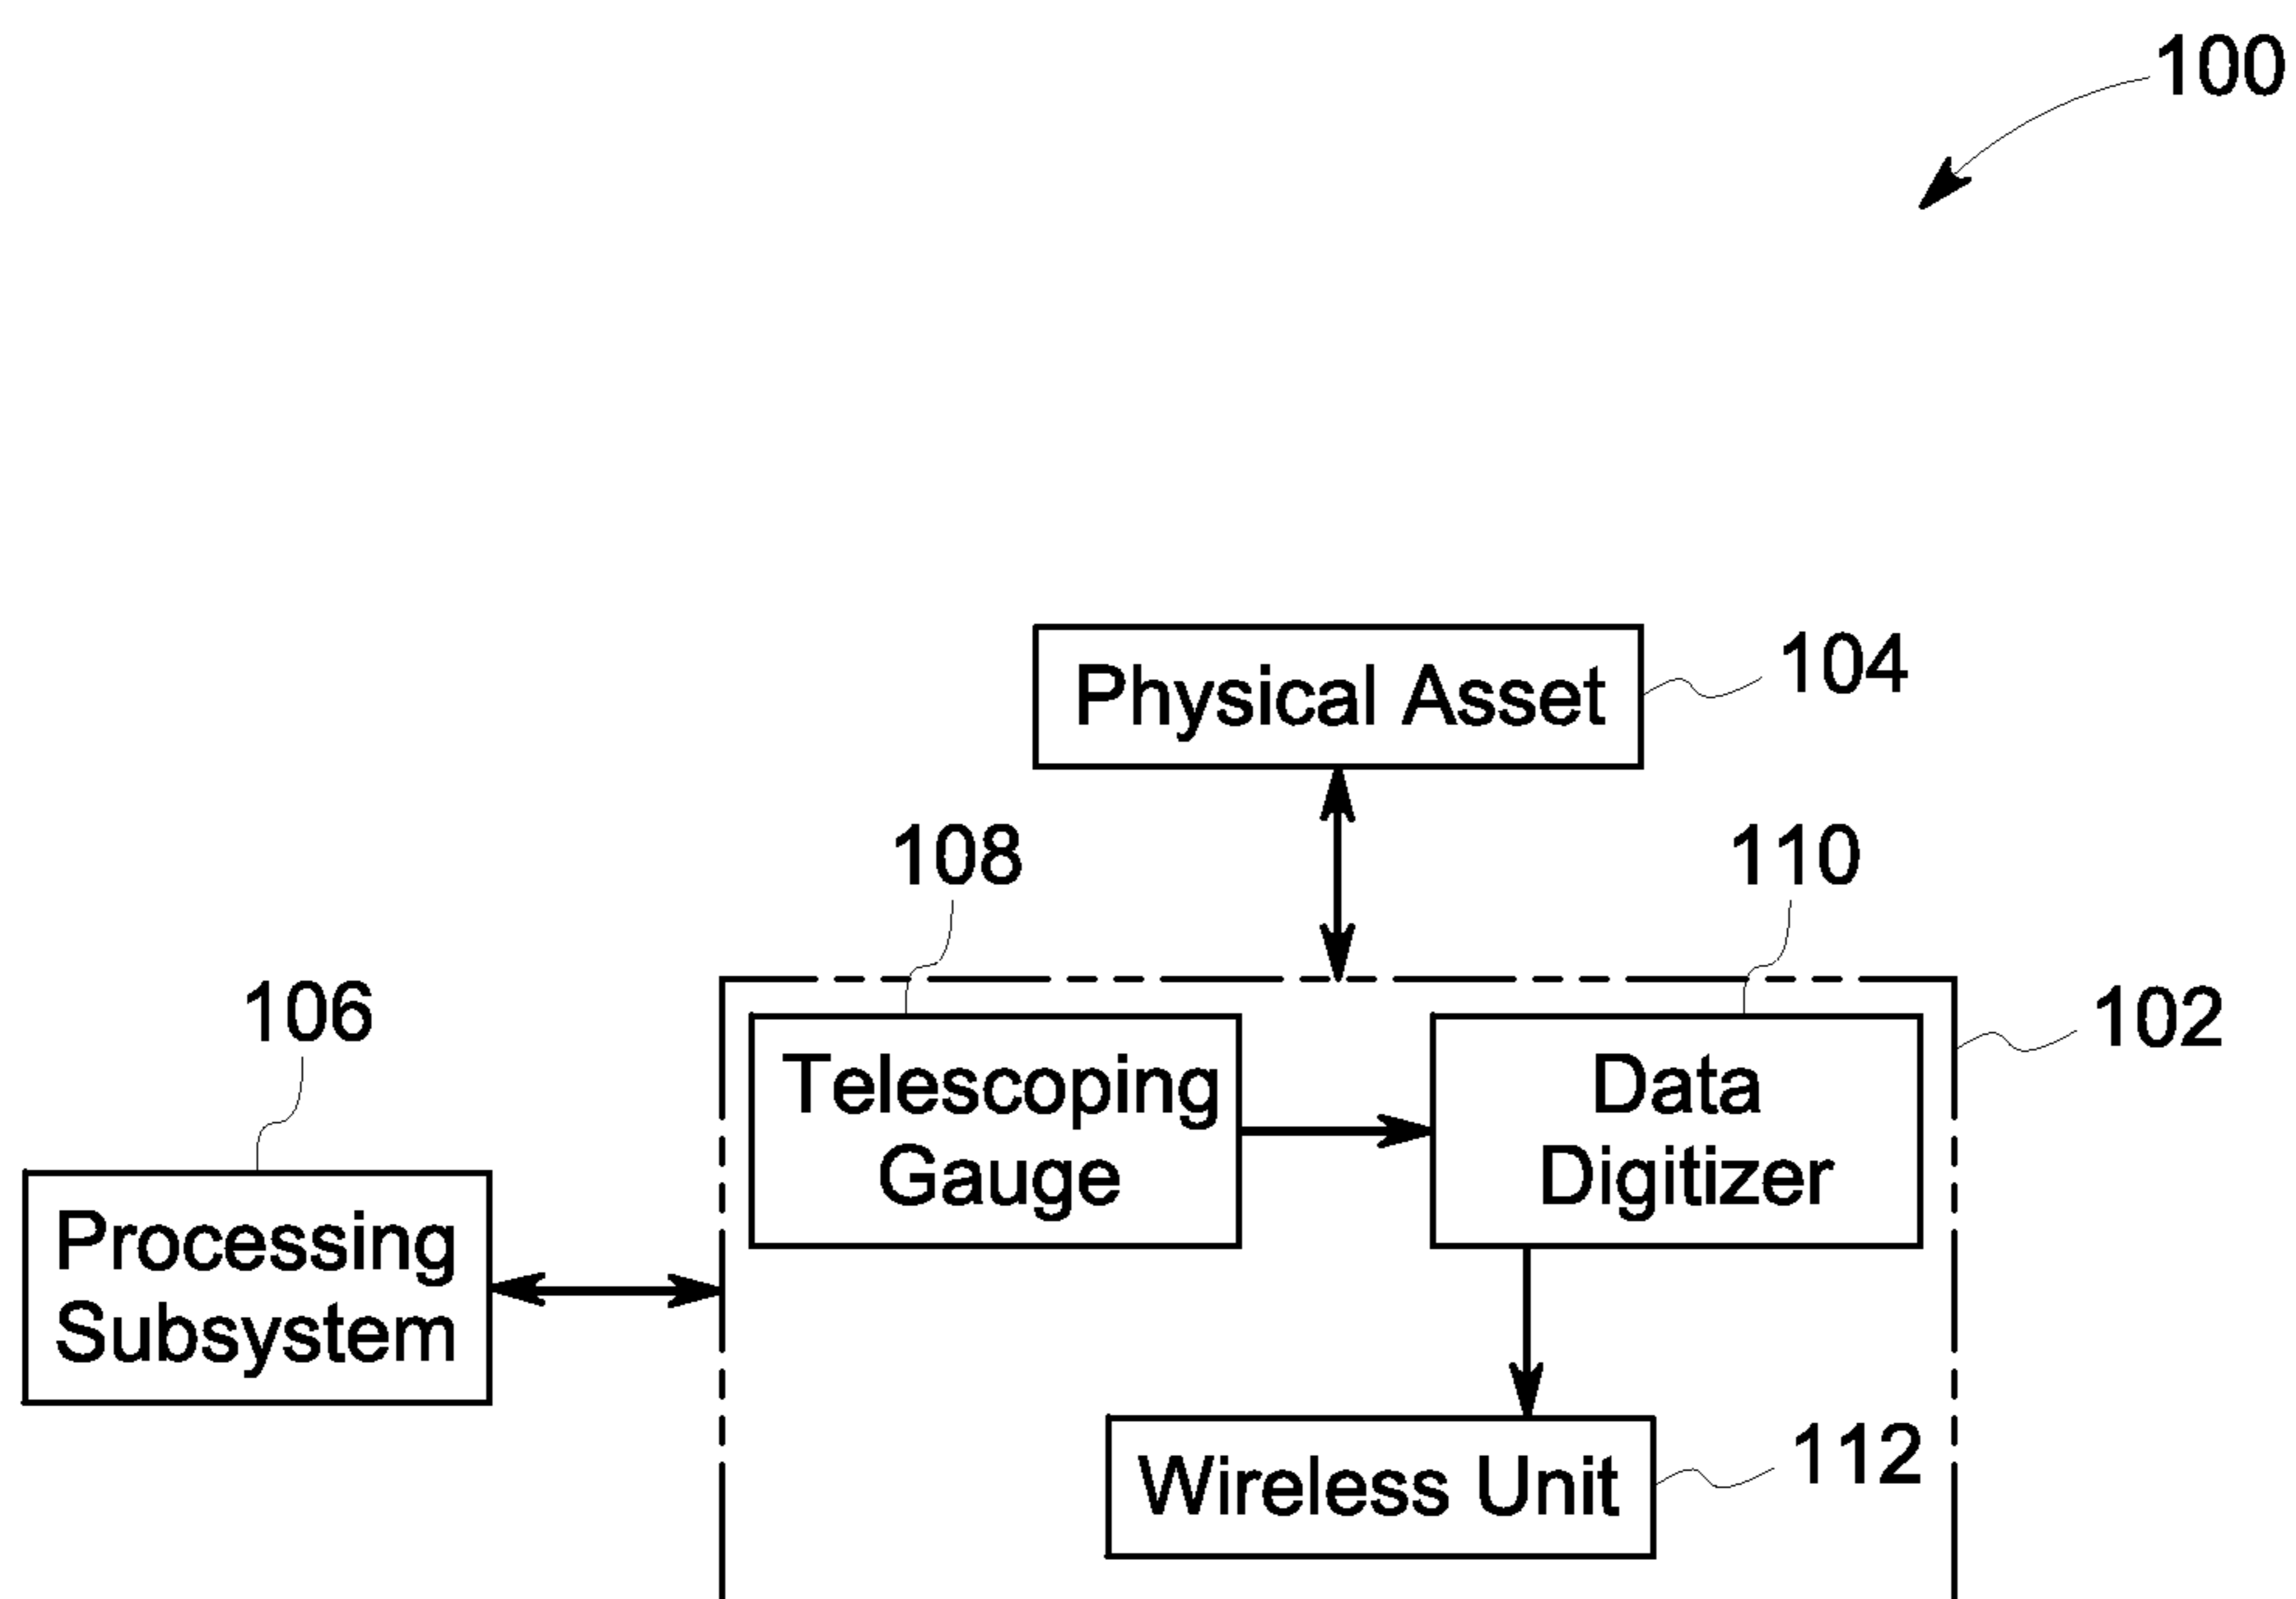 100
Physical Asset
104
108
110
106
102
Telescoping
Gauge
Data
Digitizer
Processing
Subsystem
Wireless Unit
112